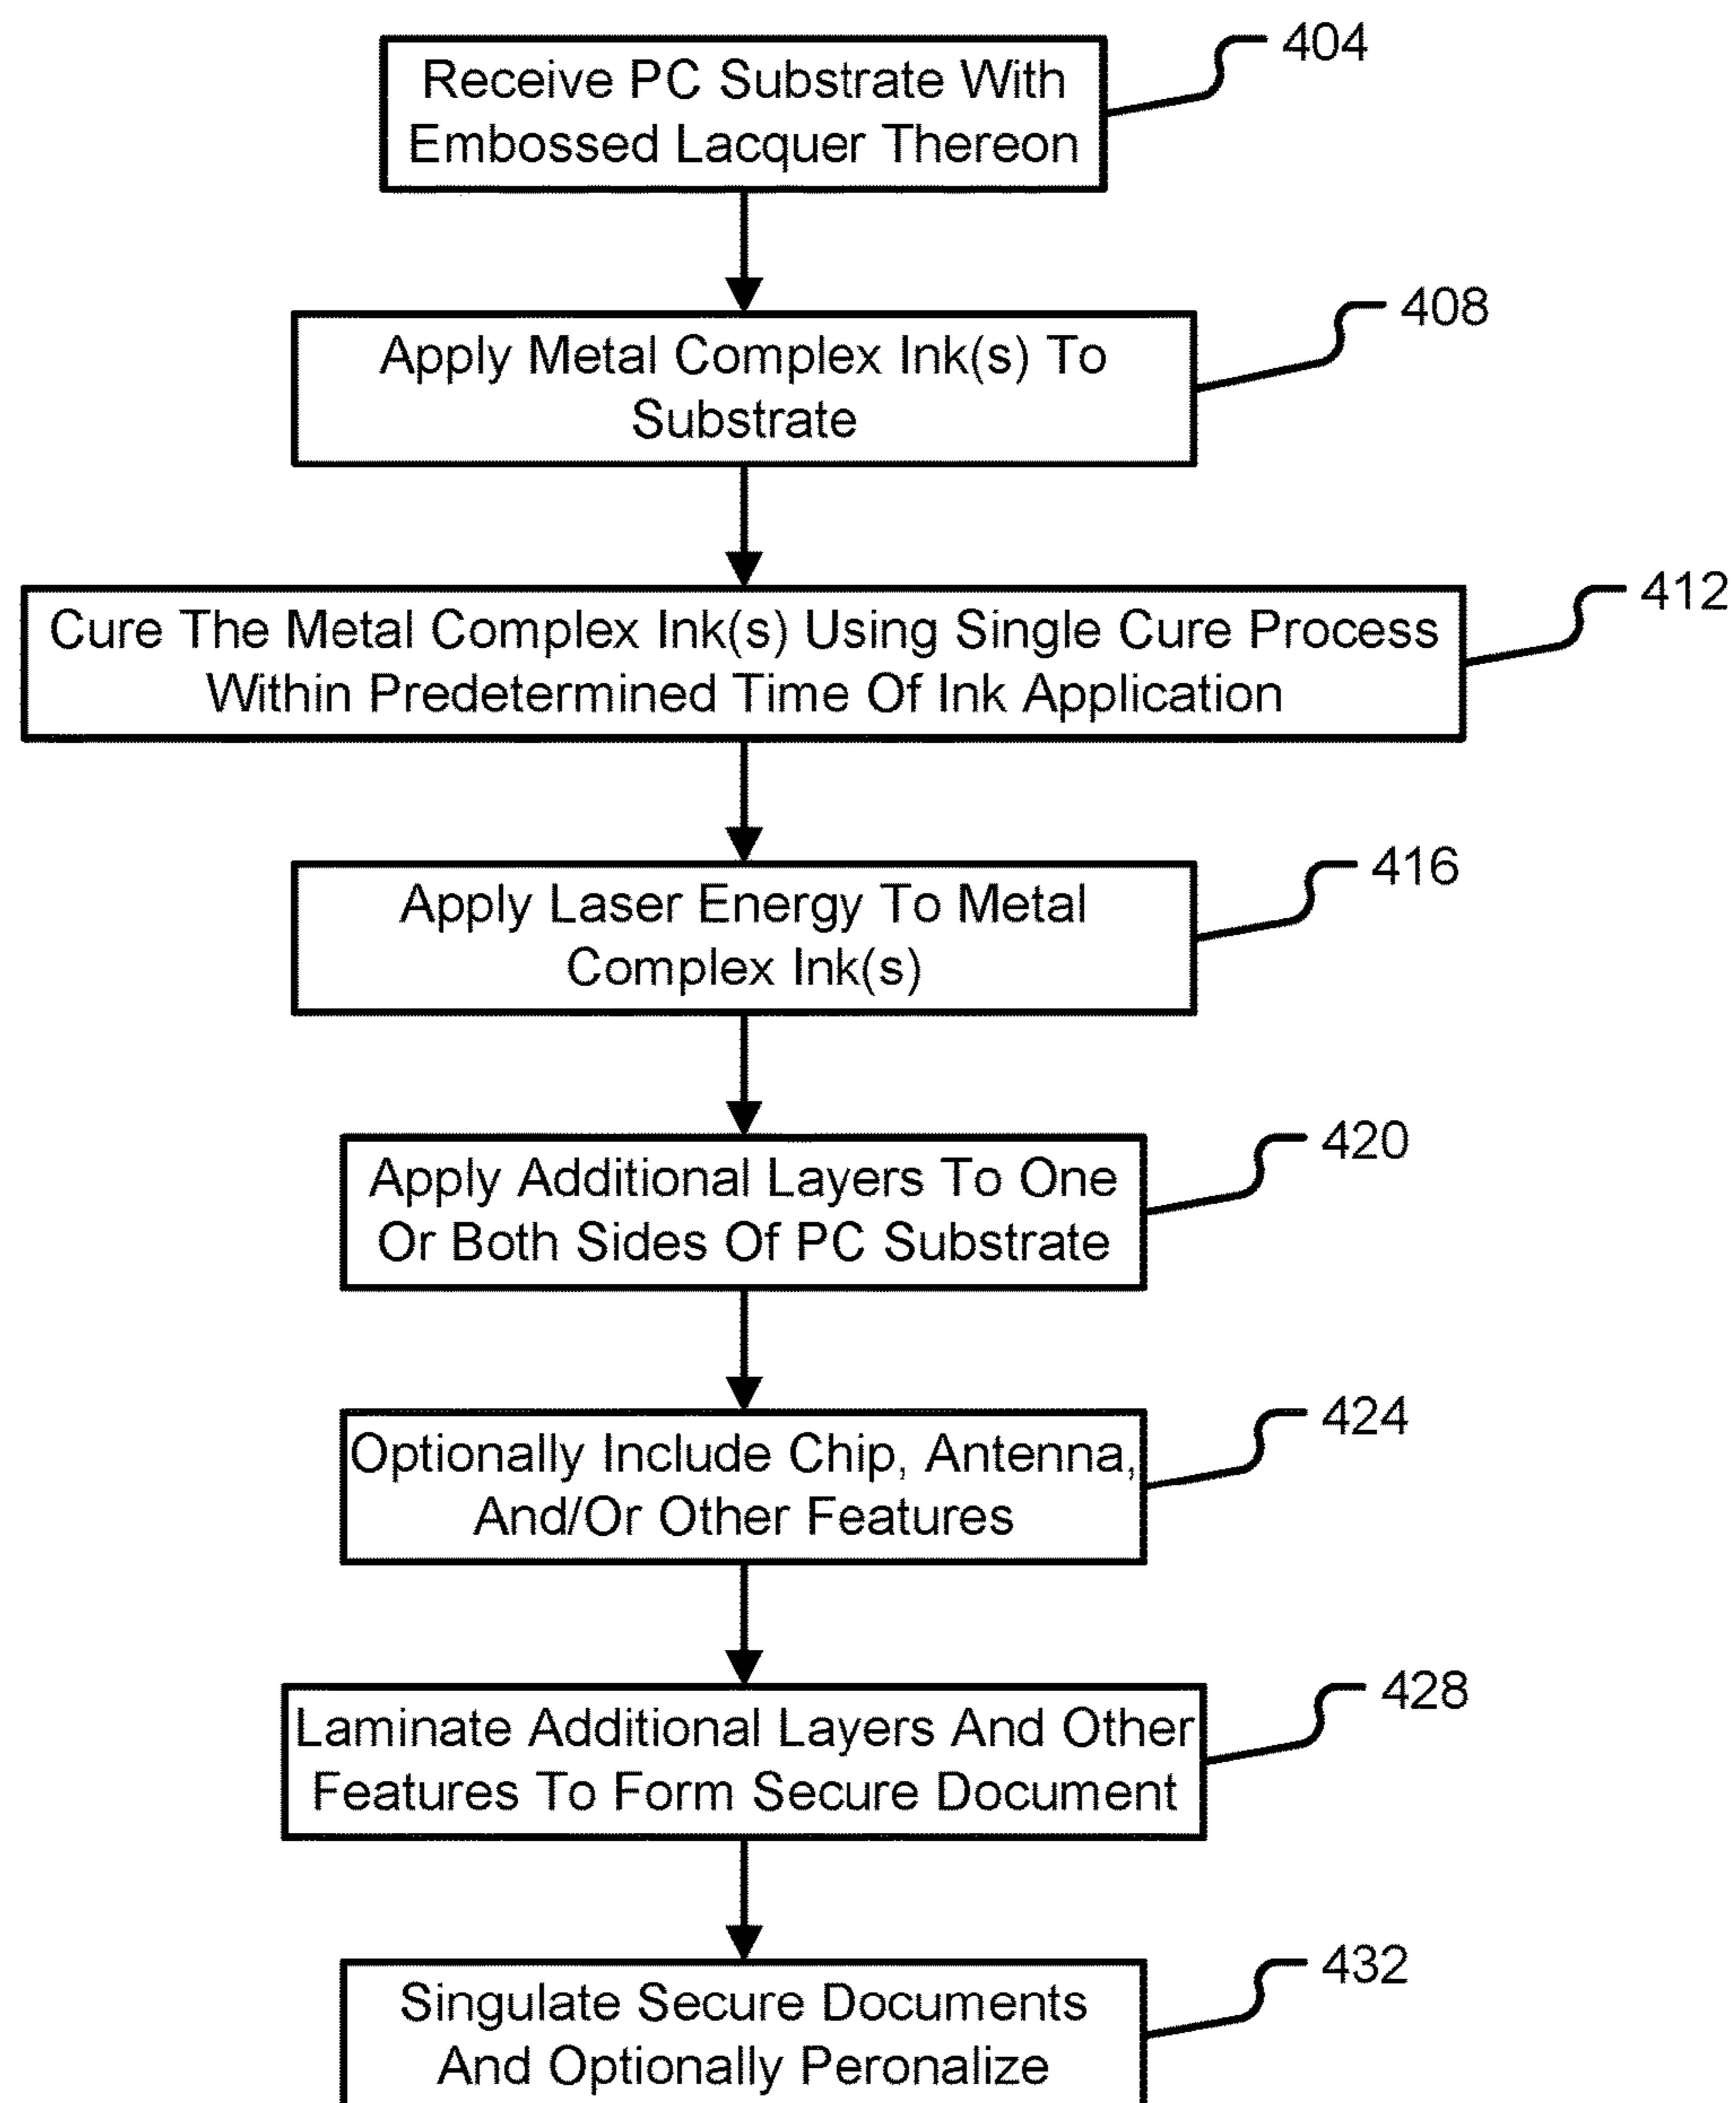 Receive PC Substrate With
Embossed Lacquer Thereon
404
Apply Metal Complex Ink(s) To
Substrate
408
Cure The Metal Complex Ink(s) Using Single Cure Process
Within Predetermined Time Of Ink Application
412
Apply Laser Energy To Metal
Complex Ink(s)
416
Apply Additional Layers To One
Or Both Sides Of PC Substrate
420
Optionally Include Chip, Antenna,
And/Or Other Features
424
Laminate Additional Layers And Other
Features To Form Secure Document
428
Singulate Secure Documents
And Optionally Peronalize
432